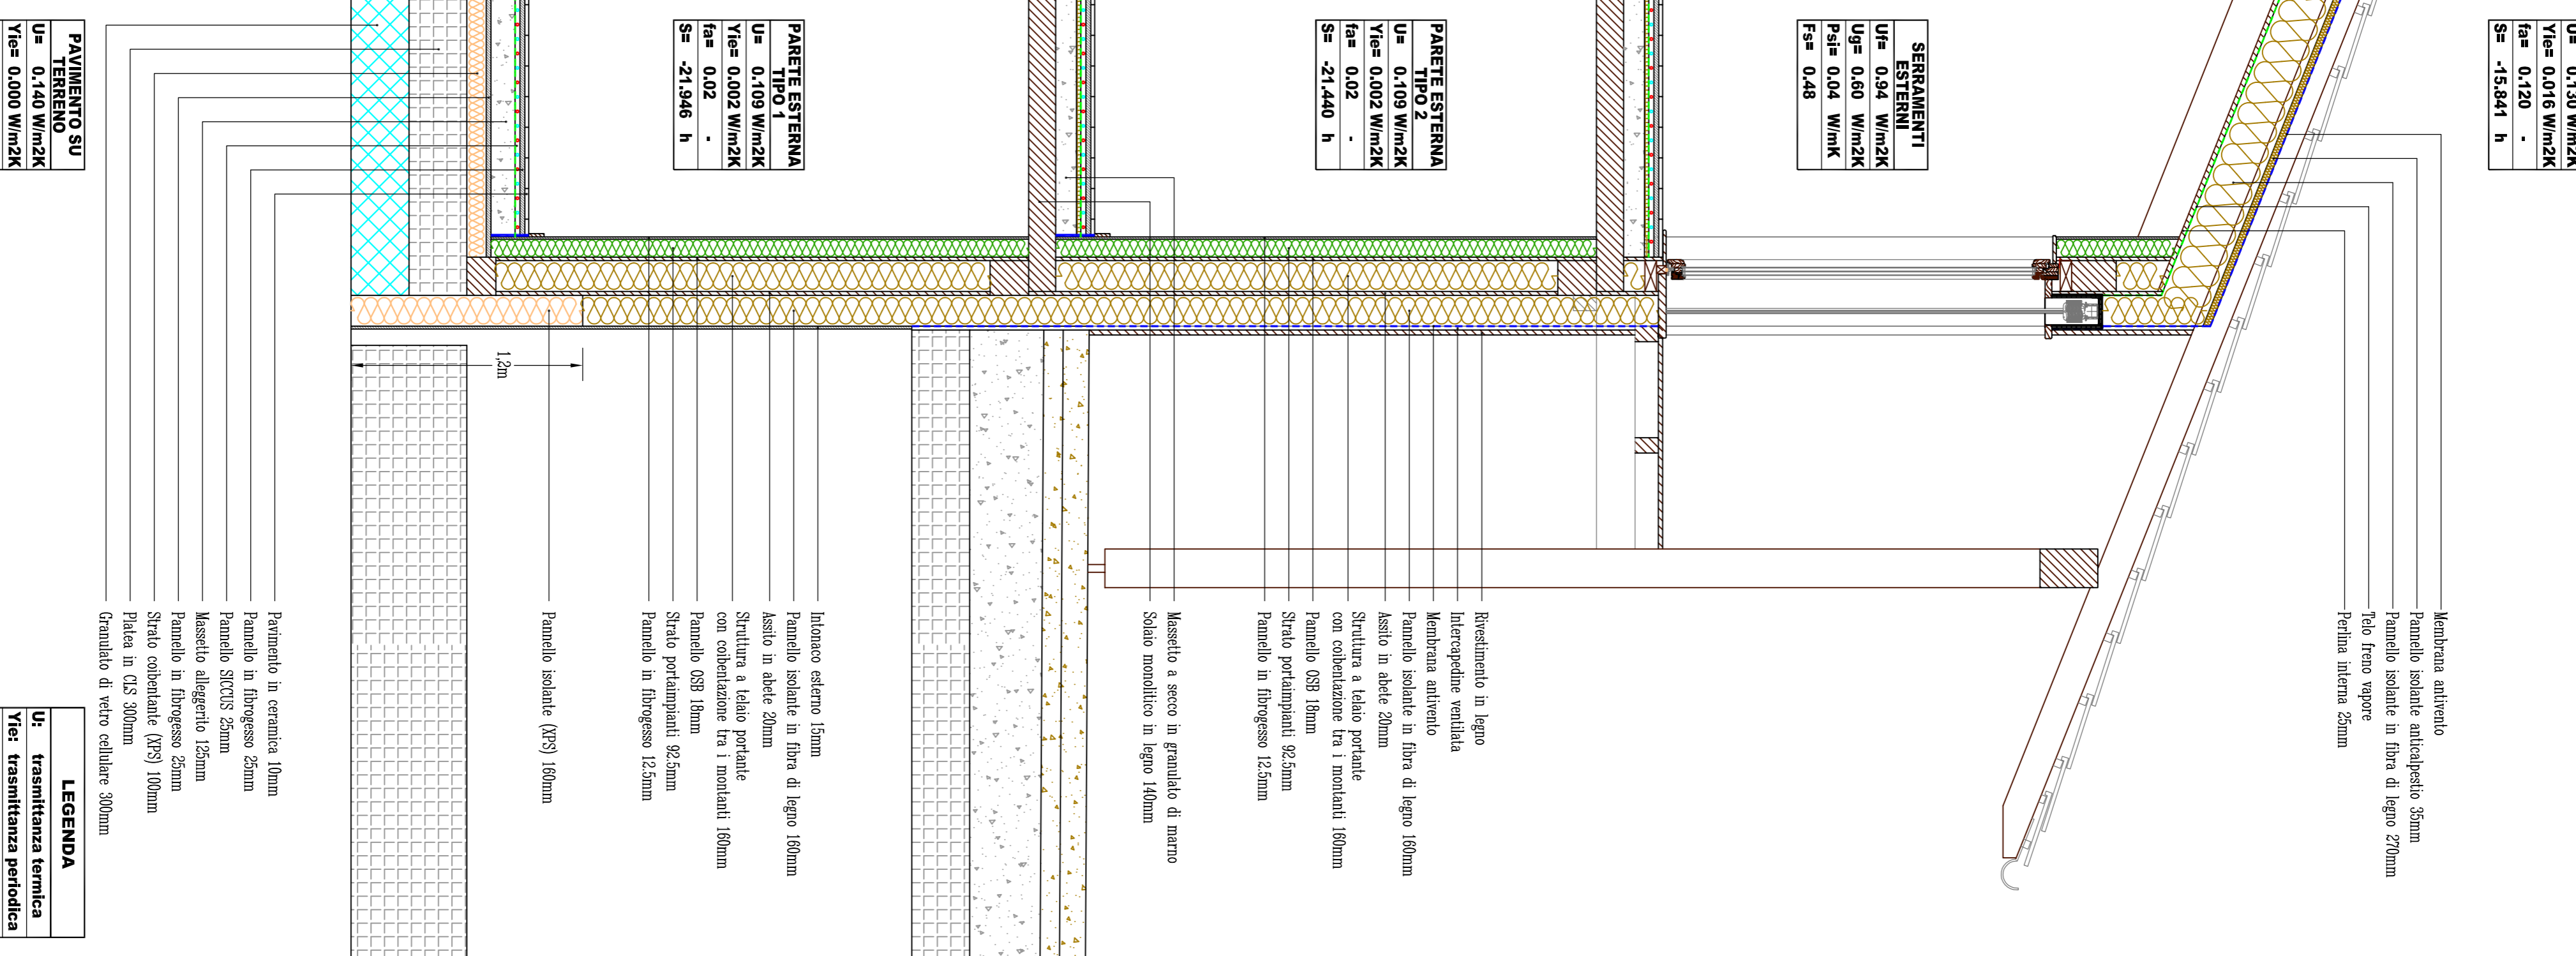 U= 0.130 W/m2K
Yie= 0.016 W/m2K
fa= 0.120 -
S= -15.841 h
Membrana antivento
Pannello isolante anticalpestio 35mm
Pannello isolante in fibra di legno 270mm
Telo freno vapore
Perlina interna 25mm
SERRAMENTI
ESTERNI
Uf= 0.94 W/m2K
Ug= 0.60 W/m2K
Psi= 0.04 W/mK
Fs= 0.48
PARETE ESTERNA
TIPO 2
U= 0.109 W/m2K
Yie= 0.002 W/m2K
fa= 0.02 -
S= -21.440 h
Rivestimento in legno
Intercapedine ventilata
Membrana antivento
Pannello isolante in fibra di legno 160mm
Assito in abete 20mm
Struttura a telaio portante
con coibentazione tra i montanti 160mm
Pannello OSB 18mm
Strato portaimpianti 92.5mm
Pannello in fibrogesso 12.5mm
Massetto a secco in granulato di marno
Solaio monolitico in legno 140mm
PARETE ESTERNA
TIPO 1
U= 0.109 W/m2K
Yie= 0.002 W/m2K
fa= 0.02 -
S= -21.946 h
Intonaco esterno 15mm
Pannello isolante in fibra di legno 160mm
Assito in abete 20mm
Struttura a telaio portante
con coibentazione tra i montanti 160mm
Pannello OSB 18mm
Strato portaimpianti 92.5mm
Pannello in fibrogesso 12.5mm
Pannello isolante (XPS) 160mm
1,2m
Pavimento in ceramica 10mm
Pannello in fibrogesso 25mm
Pannello SICCUS 25mm
Massetto alleggerito 125mm
Pannello in fibrogesso 25mm
Strato coibentante (XPS) 100mm
Platea in CLS 300mm
Granulato di vetro cellulare 300mm
PAVIMENTO SU
TERRENO
U= 0.140 W/m2K
Yie= 0.000 W/m2K
LEGENDA
U: trasmittanza termica
Yie: trasmittanza periodica